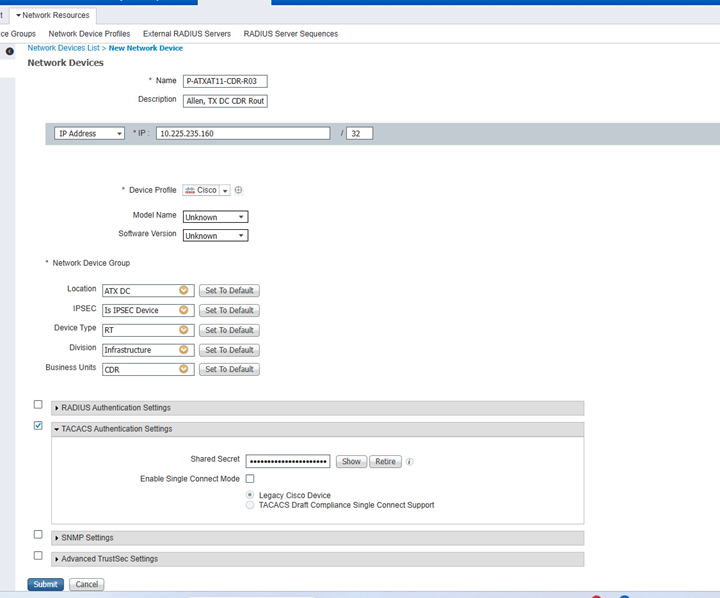 t Network Resources
ce Groups Network Device Profiles External RADIUS Servers RADIUS Server Sequences
Network Devices List > New Network Device
Network Devices
* Name P-ATXAT11-CDR-R03
Description Allen, TX DC CDR Rout
IP Address * IP : 10.225.235.160 / 32
* Device Profile Cisco
Model Name Unknown
Software Version Unknown
* Network Device Group
Location ATX DC Set To Default
IPSEC Is IPSEC Device Set To Default
Device Type RT Set To Default
Division Infrastructure Set To Default
Business Units CDR Set To Default
RADIUS Authentication Settings
TACACS Authentication Settings
Shared Secret •••••••••••••••••••••• Show Retire i
Enable Single Connect Mode
Legacy Cisco Device
TACACS Draft Compliance Single Connect Support
SNMP Settings
Advanced TrustSec Settings
Submit Cancel